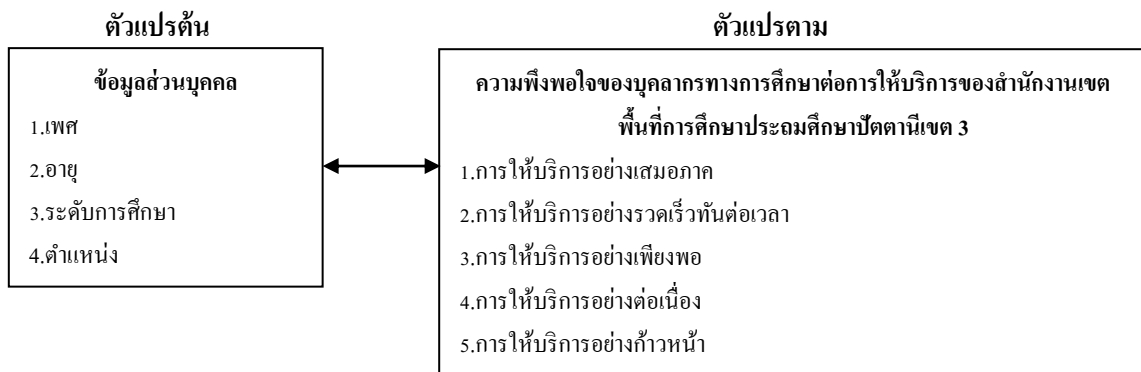 ตัวแปรต้น
ข้อมูลส่วนบุคคล
1.เพศ
2.อายุ
3.ระดับการศึกษา
4.ตำแหน่ง
ตัวแปรตาม
ความพึงพอใจของบุคลากรทางการศึกษาต่อการให้บริการของสำนักงานเขต
พื้นที่การศึกษาประถมศึกษาปัตตานีเขต 3
1.การให้บริการอย่างเสมอภาค
2.การให้บริการอย่างรวดเร็วทันต่อเวลา
3.การให้บริการอย่างเพียงพอ
4.การให้บริการอย่างต่อเนื่อง
5.การให้บริการอย่างก้าวหน้า